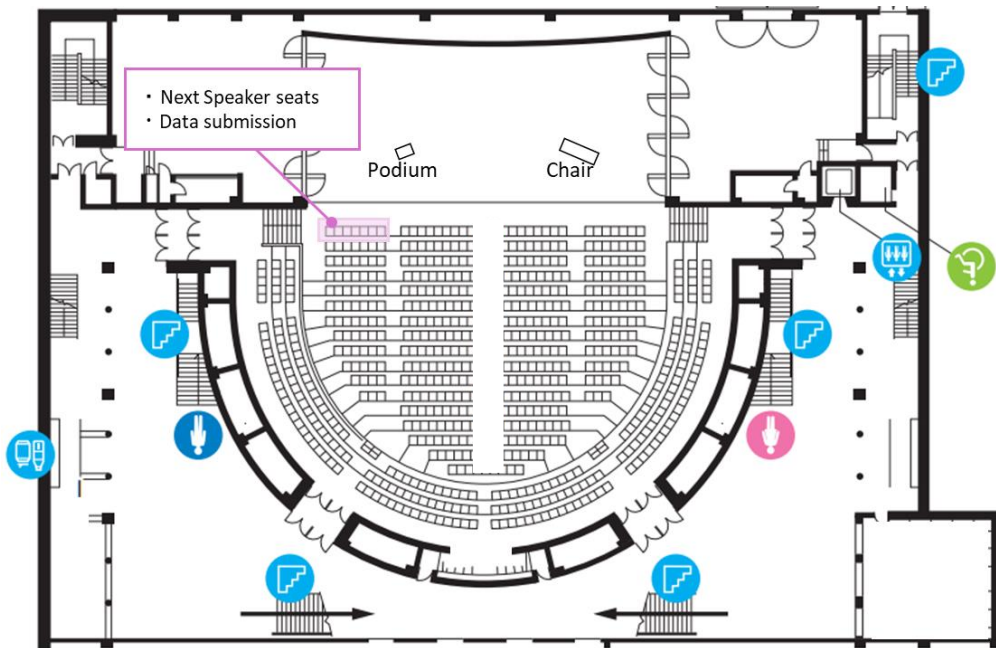 ・ Next Speaker seats
・ Data submission
Podium
Chair